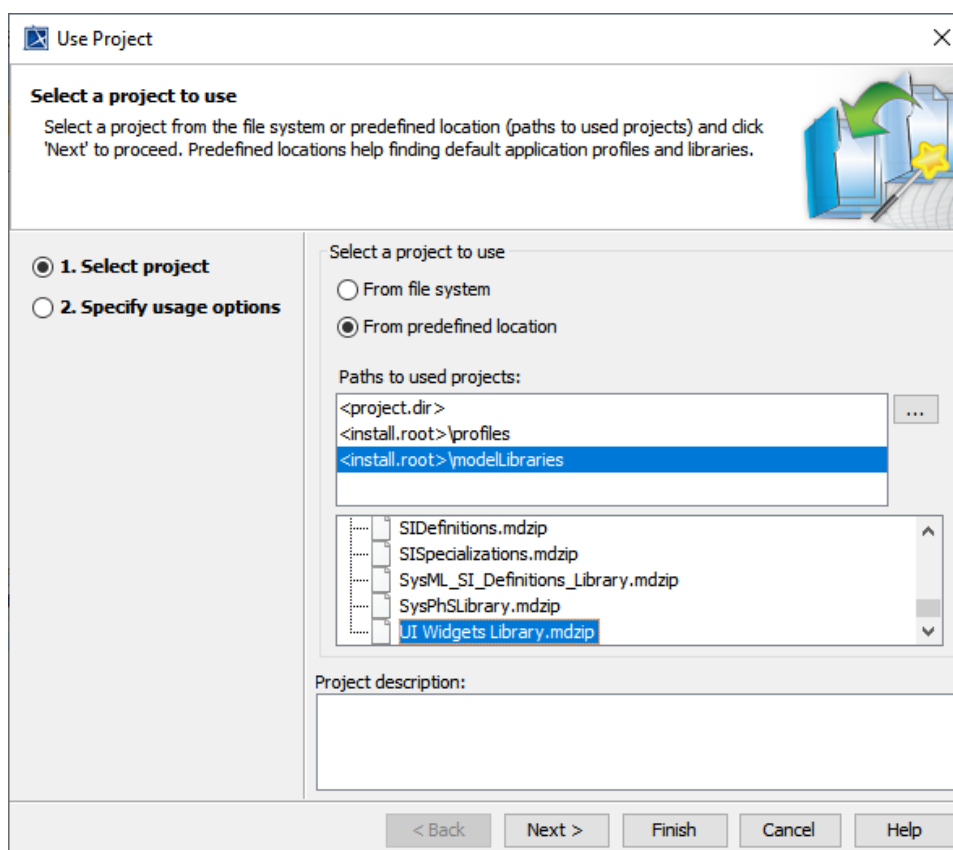 Use Project
Select a project to use
Select a project from the file system or predefined location (paths to used projects) and click
'Next' to proceed. Predefined locations help finding default application profiles and libraries.
1. Select project
2. Specify usage options
Select a project to use
From file system
From predefined location
Paths to used projects:
<project.dir>
...
<install.root>\profiles
<install.root>\modelLibraries
SIDefinitions.mdzip
SISpecializations.mdzip
SysML_SI_Definitions_Library.mdzip
SysPhSLibrary.mdzip
UI Widgets Library.mdzip
Project description:
< Back
Next >
Finish
Cancel
Help